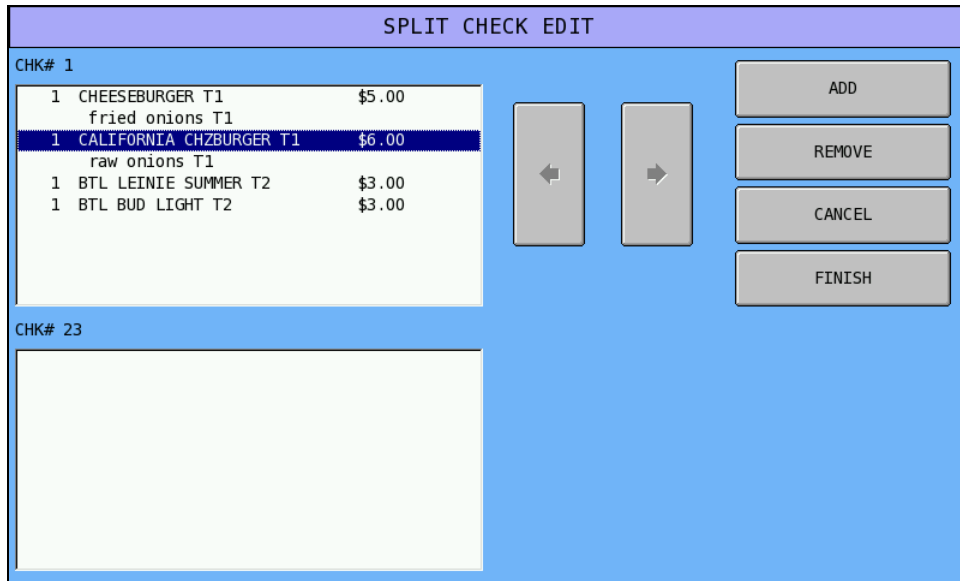 SPLIT CHECK EDIT
CHK# 1
1 CHEESEBURGER T1 $5.00
fried onions T1
1 CALIFORNIA CHZBURGER T1 $6.00
raw onions T1
1 BTL LEINIE SUMMER T2 $3.00
1 BTL BUD LIGHT T2 $3.00
ADD
REMOVE
CANCEL
FINISH
CHK# 23